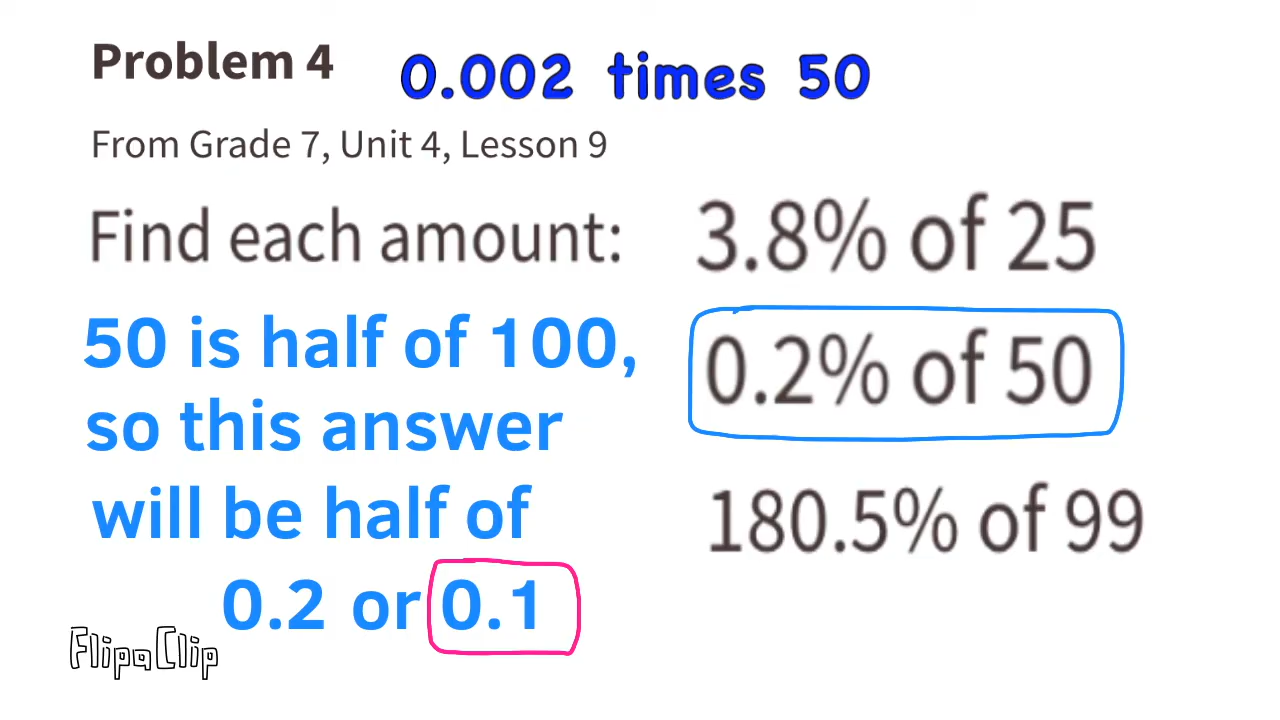 Problem 4
0.002 times 50
From Grade 7, Unit 4, Lesson 9
Find each amount:
3.8% of 25
50 is half of 100,
so this answer
will be half of
0.2 or 0.1
0.2% of 50
180.5% of 99
FlipaClip